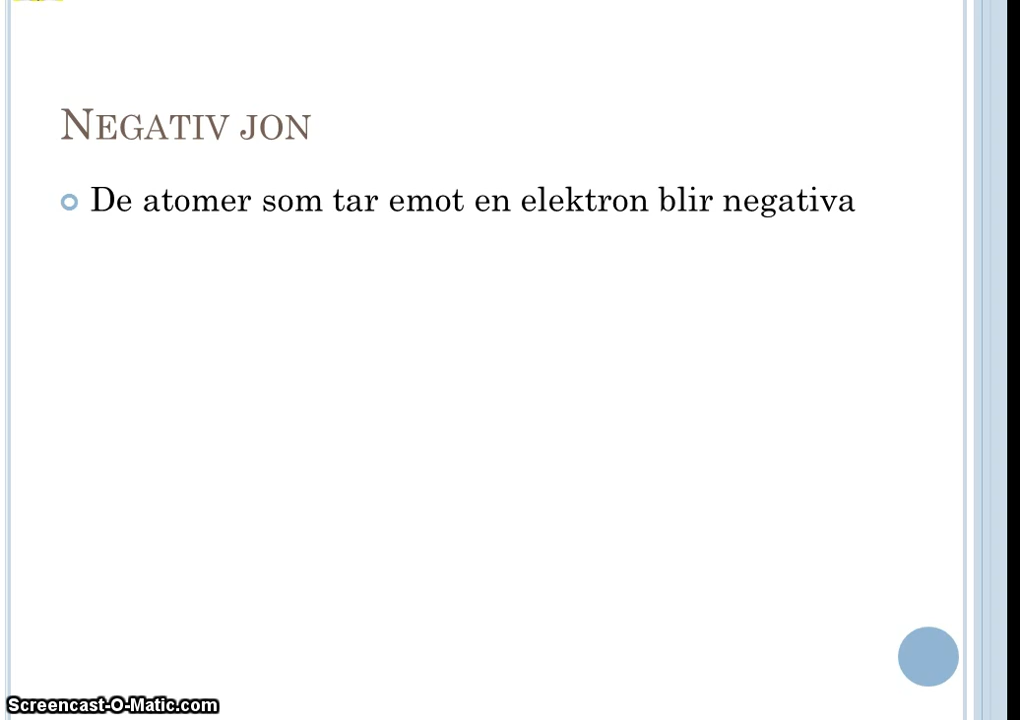 Negativ jon
De atomer som tar emot en elektron blir negativa
Screencast-O-Matic.com